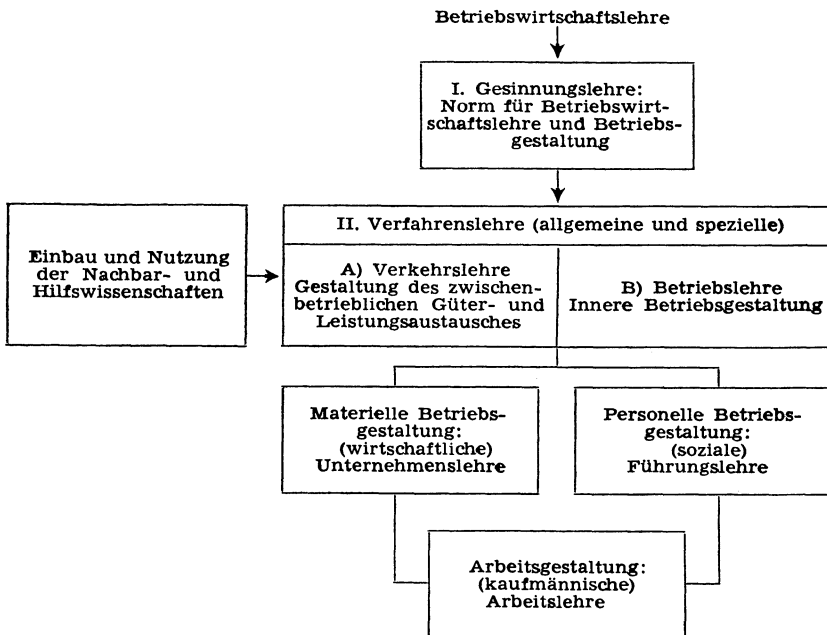 Betriebswirtschaftslehre
I. Gesinnungslehre:
Norm für Betriebswirt-
schaftslehre und Betriebs-
gestaltung
II. Verfahrenslehre (allgemeine und spezielle)
Einbau und Nutzung
der Nachbar- und
Hilfswissenschaften
A) Verkehrslehre
Gestaltung des zwischen-
betrieblichen Güter- und
Leistungsaustausches
B) Betriebslehre
Innere Betriebsgestaltung
Materielle Betriebs-
gestaltung:
(wirtschaftliche)
Unternehmenslehre
Personelle Betriebs-
gestaltung:
(soziale)
Führungslehre
Arbeitsgestaltung:
(kaufmännische)
Arbeitslehre